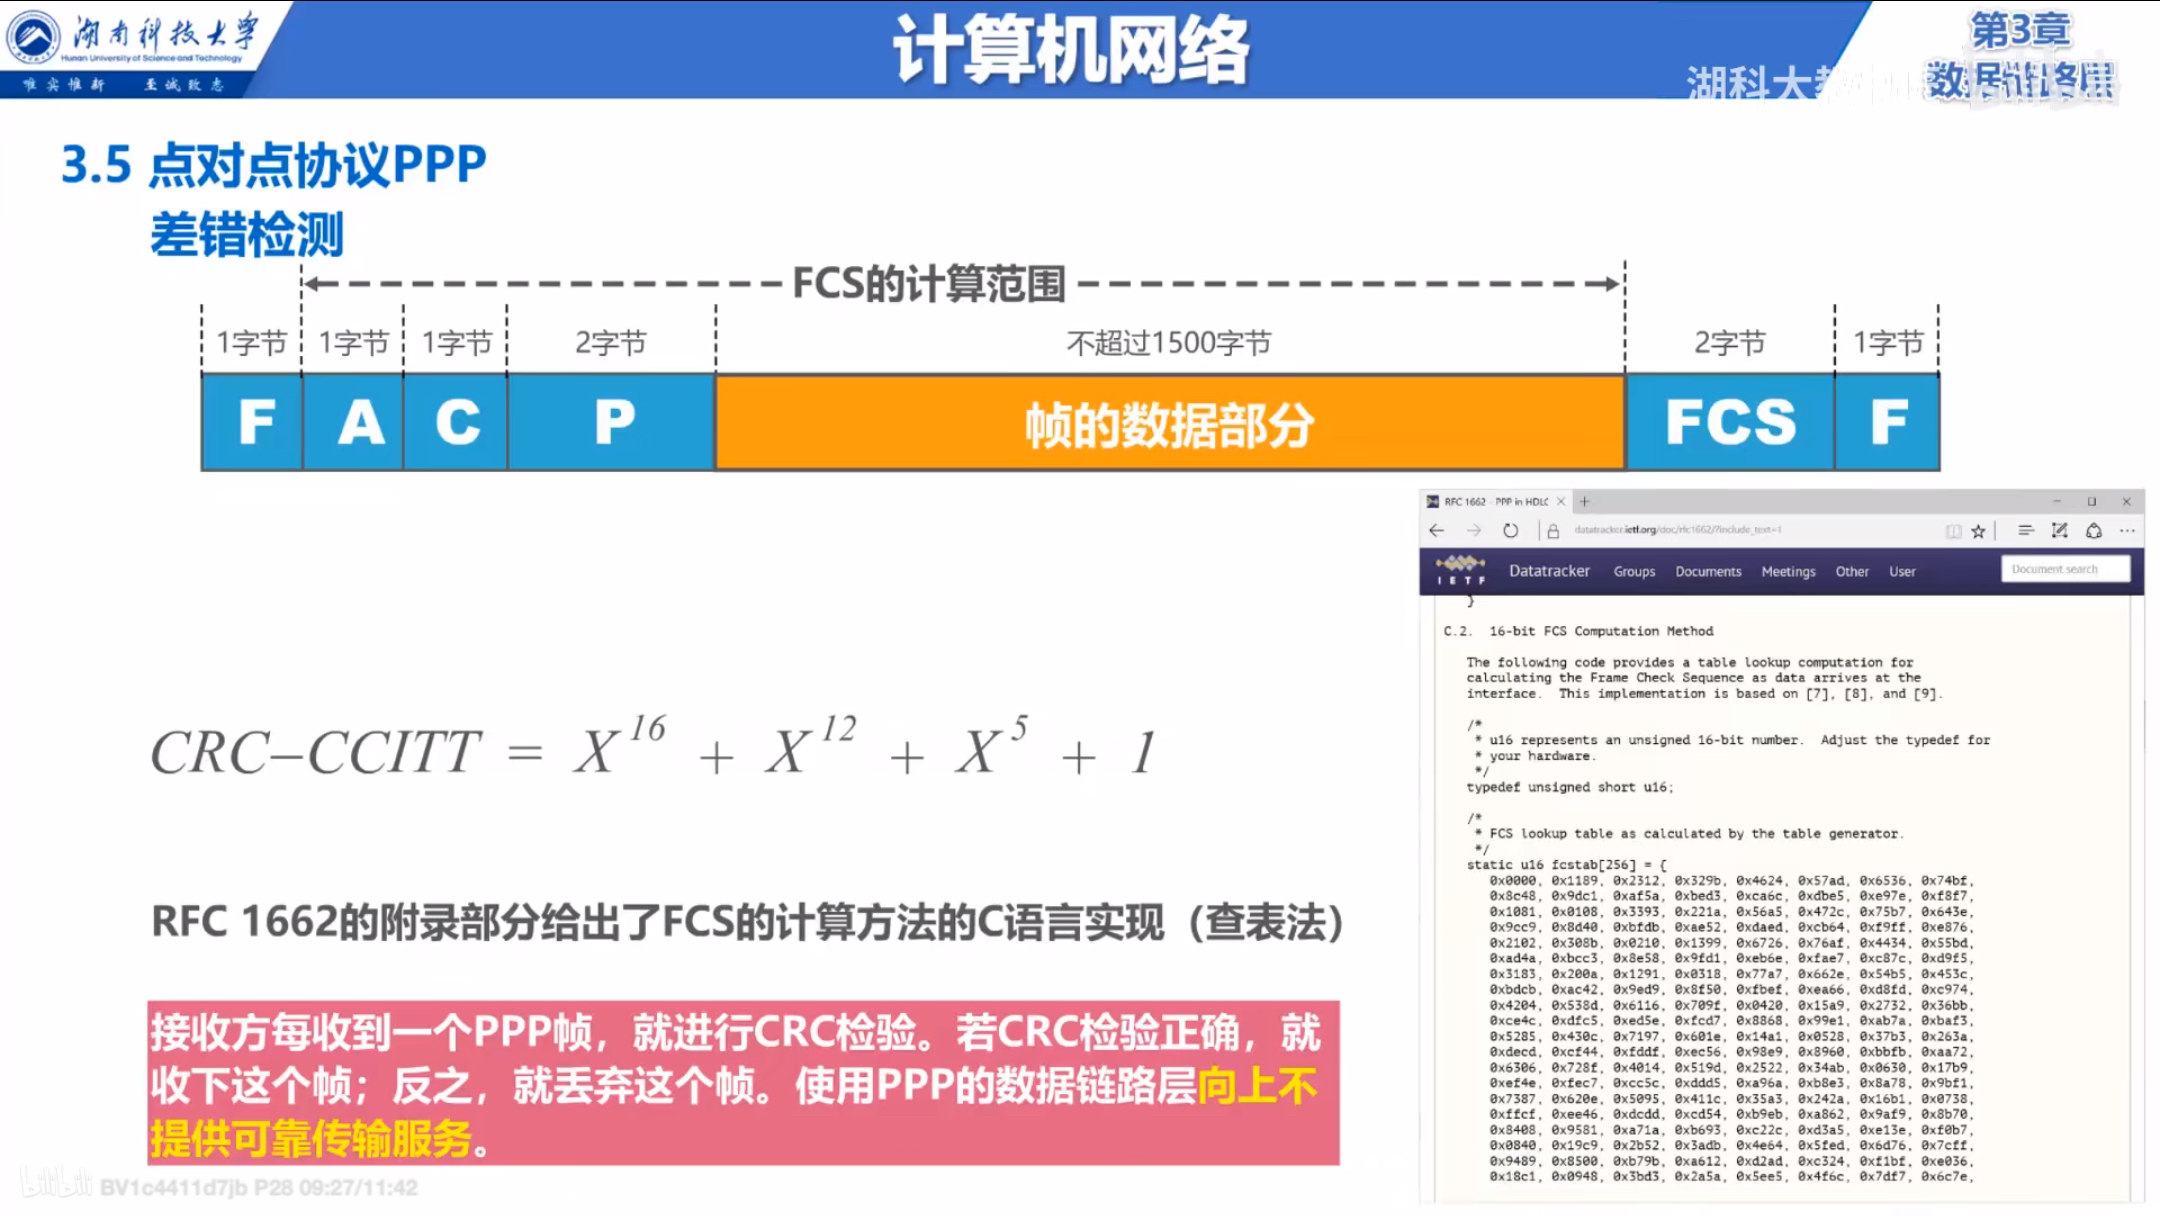 湖南科技大学
Hunan University of Science and Technology
唯实惟新 至诚致志
计算机网络
第3章
湖科大教
数据链路层
3.5 点对点协议PPP
差错检测
FCS的计算范围
1字节 1字节 1字节 2字节 不超过1500字节 2字节 1字节
F A C P 帧的数据部分 FCS F
CRC–CCITT = X^16 + X^12 + X^5 + 1
RFC 1662的附录部分给出了FCS的计算方法的C语言实现（查表法）
接收方每收到一个PPP帧，就进行CRC检验。若CRC检验正确，就
收下这个帧；反之，就丢弃这个帧。使用PPP的数据链路层向上不
提供可靠传输服务。
RFC 1662 - PPP in HDLC
datatracker.ietf.org/doc/rfc1662/?include_text=1
IETF Datatracker Groups Documents Meetings Other User Document search
}
C.2. 16-bit FCS Computation Method
The following code provides a table lookup computation for
calculating the Frame Check Sequence as data arrives at the
interface. This implementation is based on [7], [8], and [9].
/*
* u16 represents an unsigned 16-bit number. Adjust the typedef for
* your hardware.
*/
typedef unsigned short u16;
/*
* FCS lookup table as calculated by the table generator.
*/
static u16 fcstab[256] = {
0x0000, 0x1189, 0x2312, 0x329b, 0x4624, 0x57ad, 0x6536, 0x74bf,
0x8c48, 0x9dc1, 0xaf5a, 0xbed3, 0xca6c, 0xdbe5, 0xe97e, 0xf8f7,
0x1081, 0x0108, 0x3393, 0x221a, 0x56a5, 0x472c, 0x75b7, 0x643e,
0x9cc9, 0x8d40, 0xbfdb, 0xae52, 0xdaed, 0xcb64, 0xf9ff, 0xe876,
0x2102, 0x308b, 0x0210, 0x1399, 0x6726, 0x76af, 0x4434, 0x55bd,
0xad4a, 0xbcc3, 0x8e58, 0x9fd1, 0xeb6e, 0xfae7, 0xc87c, 0xd9f5,
0x3183, 0x200a, 0x1291, 0x0318, 0x77a7, 0x662e, 0x54b5, 0x453c,
0xbdcb, 0xac42, 0x9ed9, 0x8f50, 0xfbef, 0xea66, 0xd8fd, 0xc974,
0x4204, 0x538d, 0x6116, 0x709f, 0x0420, 0x15a9, 0x2732, 0x36bb,
0xce4c, 0xdfc5, 0xed5e, 0xfcd7, 0x8868, 0x99e1, 0xab7a, 0xbaf3,
0x5285, 0x430c, 0x7197, 0x601e, 0x14a1, 0x0528, 0x37b3, 0x263a,
0xdecd, 0xcf44, 0xfddf, 0xec56, 0x98e9, 0x8960, 0xbbfb, 0xaa72,
0x6306, 0x728f, 0x4014, 0x519d, 0x2522, 0x34ab, 0x0630, 0x17b9,
0xef4e, 0xfec7, 0xcc5c, 0xddd5, 0xa96a, 0xb8e3, 0x8a78, 0x9bf1,
0x7387, 0x620e, 0x5095, 0x411c, 0x35a3, 0x242a, 0x16b1, 0x0738,
0xffcf, 0xee46, 0xdcdd, 0xcd54, 0xb9eb, 0xa862, 0x9af9, 0x8b70,
0x8408, 0x9581, 0xa71a, 0xb693, 0xc22c, 0xd3a5, 0xe13e, 0xf0b7,
0x0840, 0x19c9, 0x2b52, 0x3adb, 0x4e64, 0x5fed, 0x6d76, 0x7cff,
0x9489, 0x8500, 0xb79b, 0xa612, 0xd2ad, 0xc324, 0xf1bf, 0xe036,
0x18c1, 0x0948, 0x3bd3, 0x2a5a, 0x5ee5, 0x4f6c, 0x7df7, 0x6c7e,
bilibili BV1c4411d7jb P28 09:27/11:42